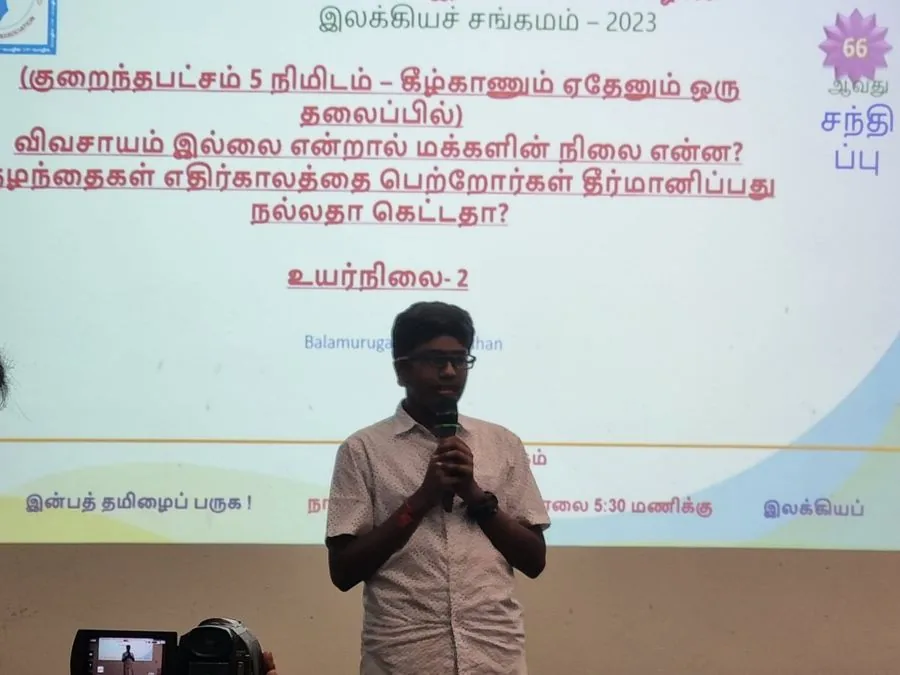 இலக்கியச் சங்கமம் – 2023
66
ஆவது
சந்தி
ப்பு
(குறைந்தபட்சம் 5 நிமிடம் – கீழ்காணும் ஏதேனும் ஒரு
தலைப்பில்)
விவசாயம் இல்லை என்றால் மக்களின் நிலை என்ன?
எதிர்காலத்தை பெற்றோர்கள் தீர்மானிப்பது
நல்லதா கெட்டதா?
உயர்நிலை- 2
இன்பத் தமிழைப் பருக !
5:30 மணிக்கு
இலக்கியப்